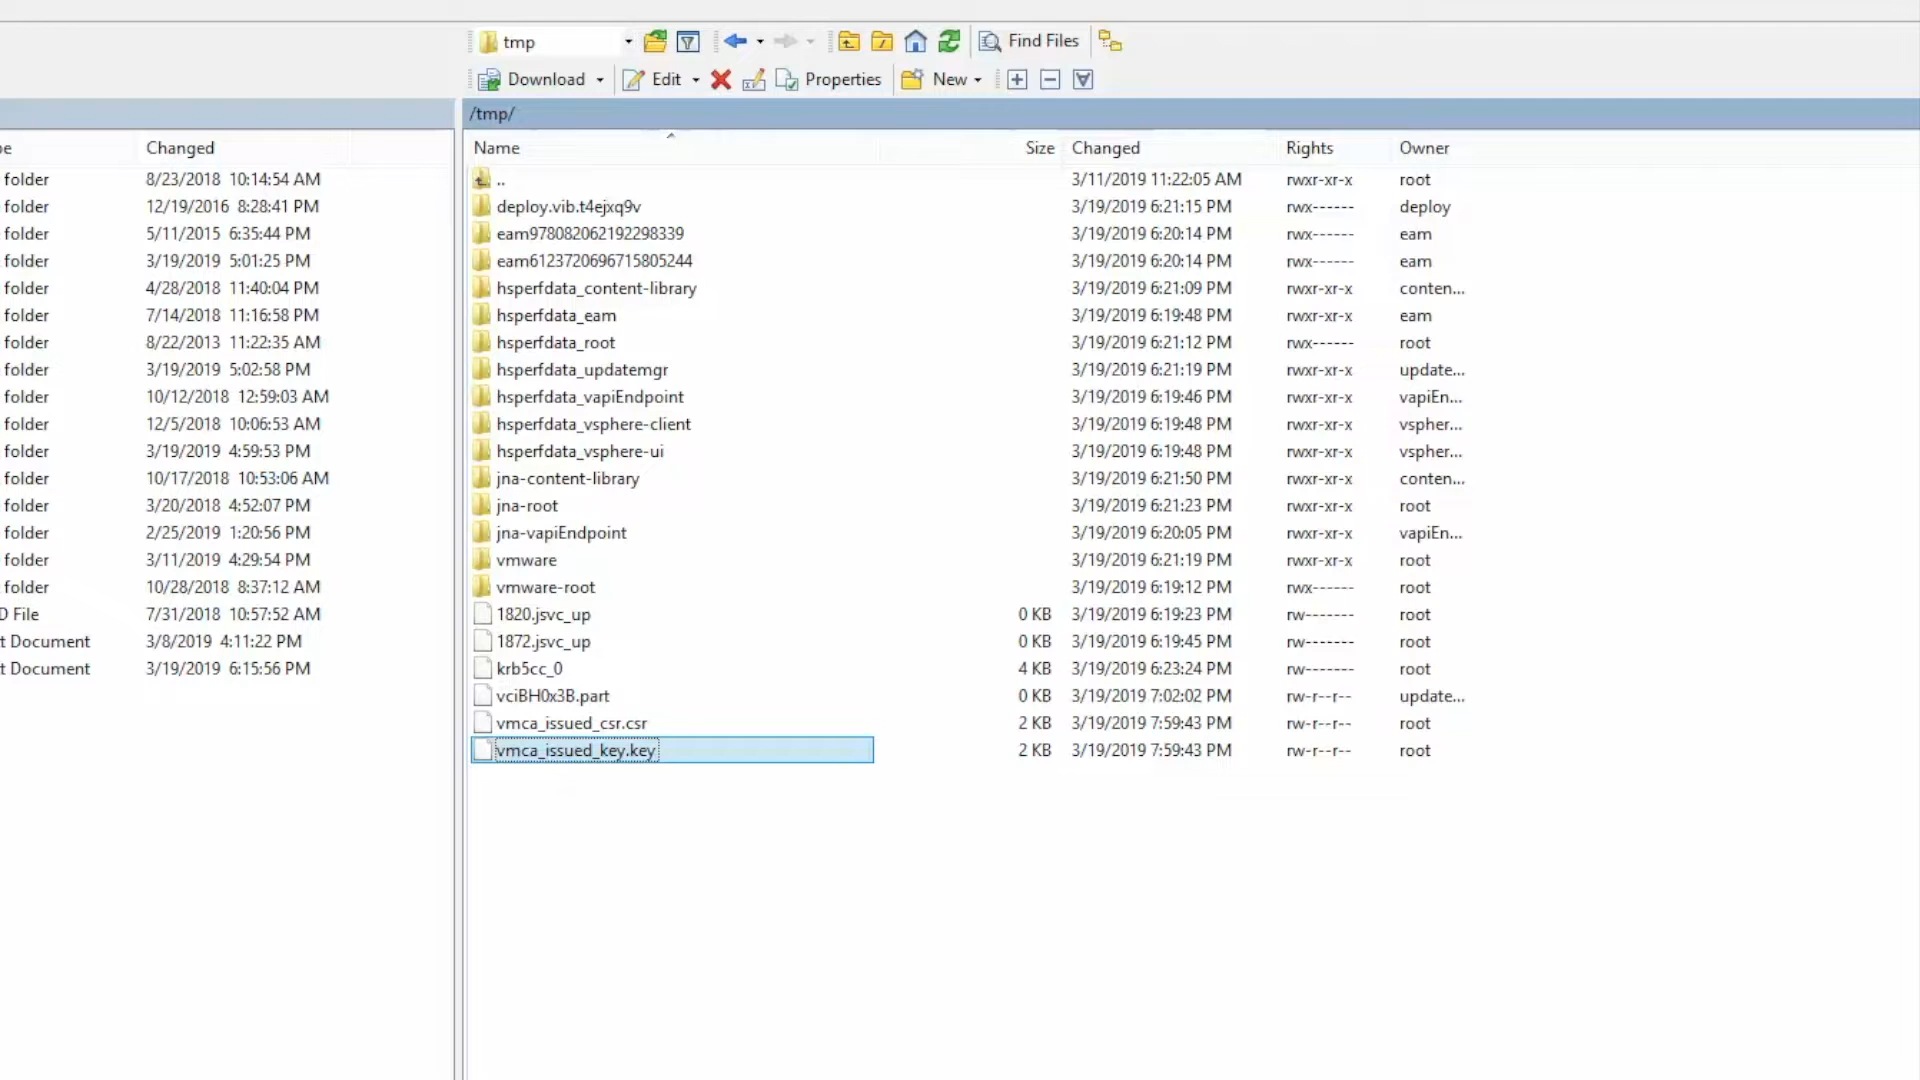 tmp
Find Files
Download
Edit
Properties
New
/tmp/
pe Changed
folder 8/23/2018 10:14:54 AM
folder 12/19/2016 8:28:41 PM
folder 5/11/2015 6:35:44 PM
folder 3/19/2019 5:01:25 PM
folder 4/28/2018 11:40:04 PM
folder 7/14/2018 11:16:58 PM
folder 8/22/2013 11:22:35 AM
folder 3/19/2019 5:02:58 PM
folder 10/12/2018 12:59:03 AM
folder 12/5/2018 10:06:53 AM
folder 3/19/2019 4:59:53 PM
folder 10/17/2018 10:53:06 AM
folder 3/20/2018 4:52:07 PM
folder 2/25/2019 1:20:56 PM
folder 3/11/2019 4:29:54 PM
folder 10/28/2018 8:37:12 AM
D File 7/31/2018 10:57:52 AM
t Document 3/8/2019 4:11:22 PM
t Document 3/19/2019 6:15:56 PM
Name Size Changed Rights Owner
.. 3/11/2019 11:22:05 AM rwxr-xr-x root
deploy.vib.t4ejxq9v 3/19/2019 6:21:15 PM rwx------ deploy
eam978082062192298339 3/19/2019 6:20:14 PM rwx------ eam
eam6123720696715805244 3/19/2019 6:20:14 PM rwx------ eam
hsperfdata_content-library 3/19/2019 6:21:09 PM rwxr-xr-x conten...
hsperfdata_eam 3/19/2019 6:19:48 PM rwxr-xr-x eam
hsperfdata_root 3/19/2019 6:21:12 PM rwx------ root
hsperfdata_updatemgr 3/19/2019 6:21:19 PM rwxr-xr-x update...
hsperfdata_vapiEndpoint 3/19/2019 6:19:46 PM rwxr-xr-x vapiEn...
hsperfdata_vsphere-client 3/19/2019 6:19:48 PM rwxr-xr-x vspher...
hsperfdata_vsphere-ui 3/19/2019 6:19:48 PM rwxr-xr-x vspher...
jna-content-library 3/19/2019 6:21:50 PM rwxr-xr-x conten...
jna-root 3/19/2019 6:21:23 PM rwxr-xr-x root
jna-vapiEndpoint 3/19/2019 6:20:05 PM rwxr-xr-x vapiEn...
vmware 3/19/2019 6:21:19 PM rwxr-xr-x root
vmware-root 3/19/2019 6:19:12 PM rwx------ root
1820.jsvc_up 0 KB 3/19/2019 6:19:23 PM rw------- root
1872.jsvc_up 0 KB 3/19/2019 6:19:45 PM rw------- root
krb5cc_0 4 KB 3/19/2019 6:23:24 PM rw------- root
vciBH0x3B.part 0 KB 3/19/2019 7:02:02 PM rw-r--r-- update...
vmca_issued_csr.csr 2 KB 3/19/2019 7:59:43 PM rw-r--r-- root
vmca_issued_key.key 2 KB 3/19/2019 7:59:43 PM rw-r--r-- root